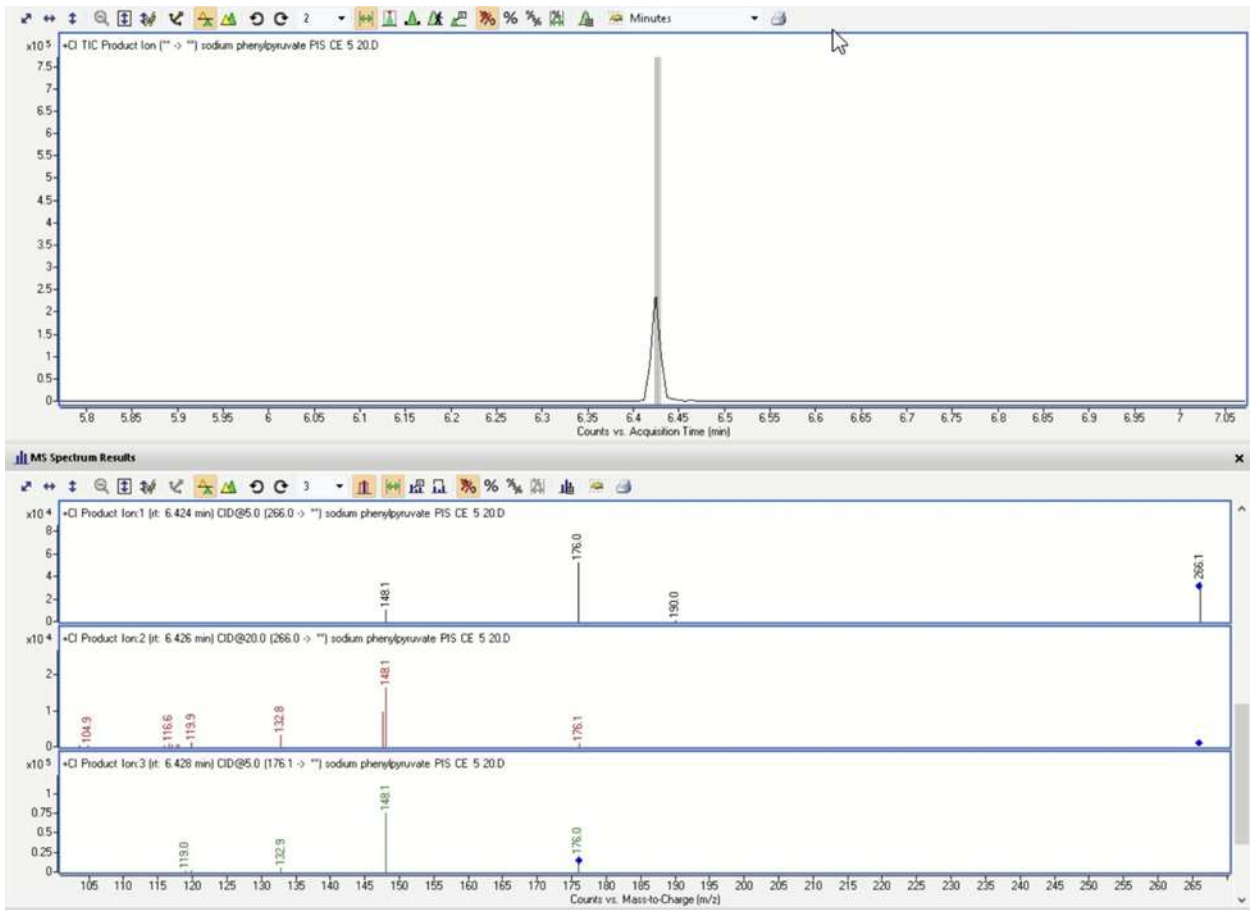 2 Minutes
x10 5 +CI TIC Product Ion ("" -> "") sodium phenylpyruvate PIS CE 5 20.D
7.5
7
6.5
6
5.5
5
4.5
4
3.5
3
2.5
2
1.5
1
0.5
0
5.8 5.85 5.9 5.95 6 6.05 6.1 6.15 6.2 6.25 6.3 6.35 6.4 6.45 6.5 6.55 6.6 6.65 6.7 6.75 6.8 6.85 6.9 6.95 7 7.05
Counts vs. Acquisition Time (min)
MS Spectrum Results
3
x10 4 +CI Product Ion:1 (rt: 6.424 min) CID@5.0 (266.0 -> "") sodium phenylpyruvate PIS CE 5 20.D
8
6
4
2
0
148.1 176.0 190.0 266.1
x10 4 +CI Product Ion:2 (rt: 6.426 min) CID@20.0 (266.0 -> "") sodium phenylpyruvate PIS CE 5 20.D
2
1
0
104.9 116.6 119.9 132.8 148.1 176.1
x10 5 +CI Product Ion:3 (rt: 6.428 min) CID@5.0 (176.1 -> "") sodium phenylpyruvate PIS CE 5 20.D
1
0.75
0.5
0.25
0
119.0 132.9 148.1 176.0
105 110 115 120 125 130 135 140 145 150 155 160 165 170 175 180 185 190 195 200 205 210 215 220 225 230 235 240 245 250 255 260 265
Counts vs. Mass-to-Charge (m/z)